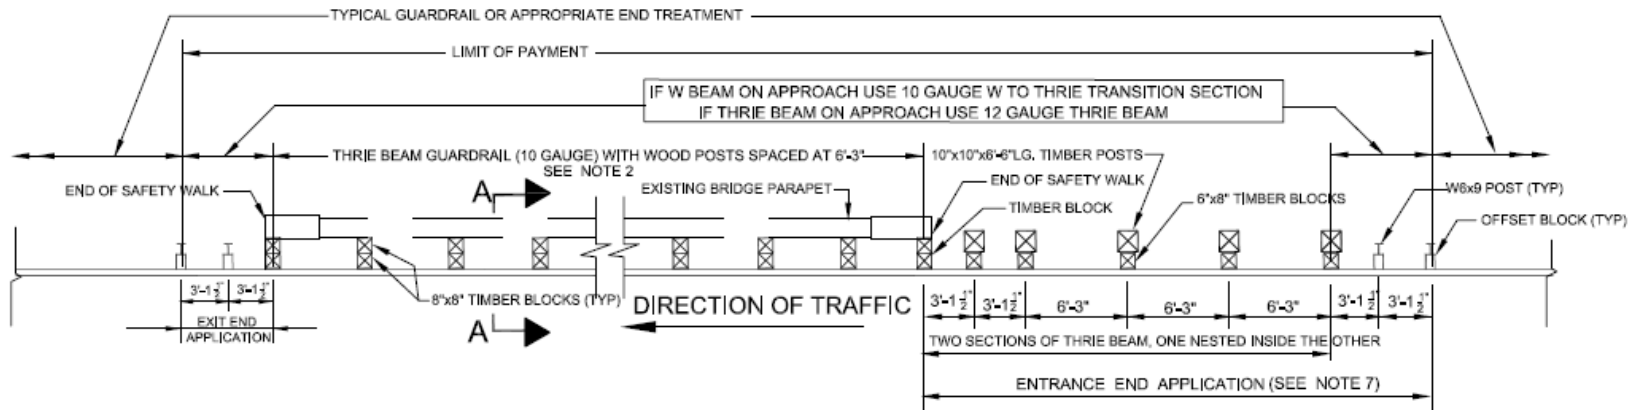 TYPICAL GUARDRAIL OR APPROPRIATE END TREATMENT
LIMIT OF PAYMENT
IF W BEAM ON APPROACH USE 10 GAUGE W TO THRIE TRANSITION SECTION
IF THRIE BEAM ON APPROACH USE 12 GAUGE THRIE BEAM
THRIE BEAM GUARDRAIL (10 GAUGE) WITH WOOD POSTS SPACED AT 6'-3"
SEE NOTE 2
10"x10"x6'-6"LG. TIMBER POSTS
END OF SAFETY WALK
A
EXISTING BRIDGE PARAPET
END OF SAFETY WALK
TIMBER BLOCK
6"x8" TIMBER BLOCKS
W6x9 POST (TYP)
OFFSET BLOCK (TYP)
3'-1 1/2"
3'-1 1/2"
8"x8" TIMBER BLOCKS (TYP)
DIRECTION OF TRAFFIC
3'-1 1/2"
3'-1 1/2"
6'-3"
6'-3"
6'-3"
3'-1 1/2"
3'-1 1/2"
EXIT END
APPLICATION
A
TWO SECTIONS OF THRIE BEAM, ONE NESTED INSIDE THE OTHER
ENTRANCE END APPLICATION (SEE NOTE 7)